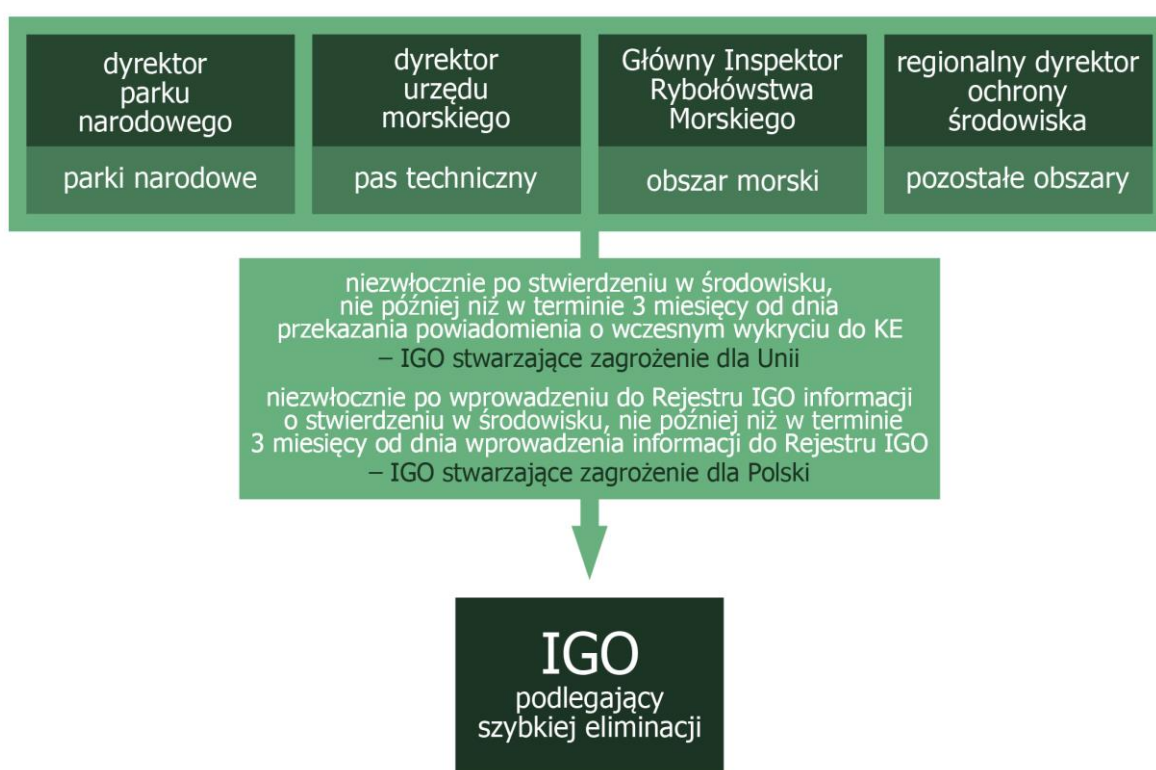 dyrektor
parku
narodowego
parki narodowe
dyrektor
urzędu
morskiego
pas techniczny
Główny Inspektor
Rybołówstwa
Morskiego
obszar morski
regionalny dyrektor
ochrony
środowiska
pozostałe obszary
niezwłocznie po stwierdzeniu w środowisku,
nie później niż w terminie 3 miesięcy od dnia
przekazania powiadomienia o wczesnym wykryciu do KE
– IGO stwarzające zagrożenie dla Unii
niezwłocznie po wprowadzeniu do Rejestru IGO informacji
o stwierdzeniu w środowisku, nie później niż w terminie
3 miesięcy od dnia wprowadzenia informacji do Rejestru IGO
– IGO stwarzające zagrożenie dla Polski
IGO
podlegający
szybkiej eliminacji